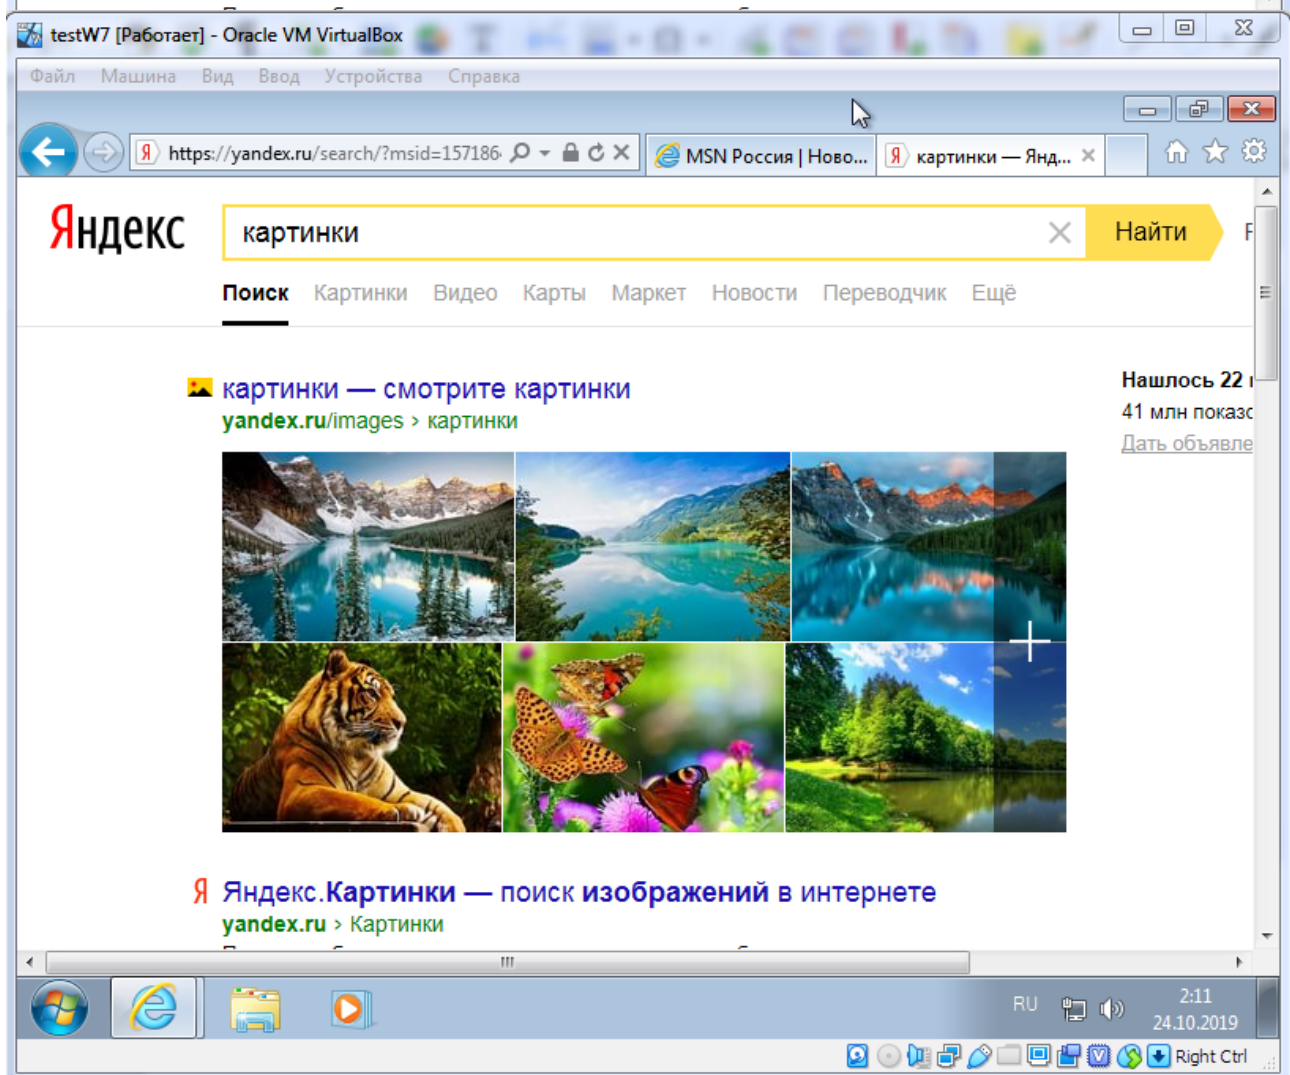 testW7 [Работает] - Oracle VM VirtualBox
Файл Машина Вид Ввод Устройства Справка
https://yandex.ru/search/?msid=157186
MSN Россия | Ново...
картинки — Янд...
Яндекс
картинки
Найти
Поиск Картинки Видео Карты Маркет Новости Переводчик Ещё
картинки — смотрите картинки
yandex.ru/images › картинки
Нашлось 22
41 млн показ
Дать объявле
Яндекс.Картинки — поиск изображений в интернете
yandex.ru › Картинки
RU
2:11
24.10.2019
Right Ctrl